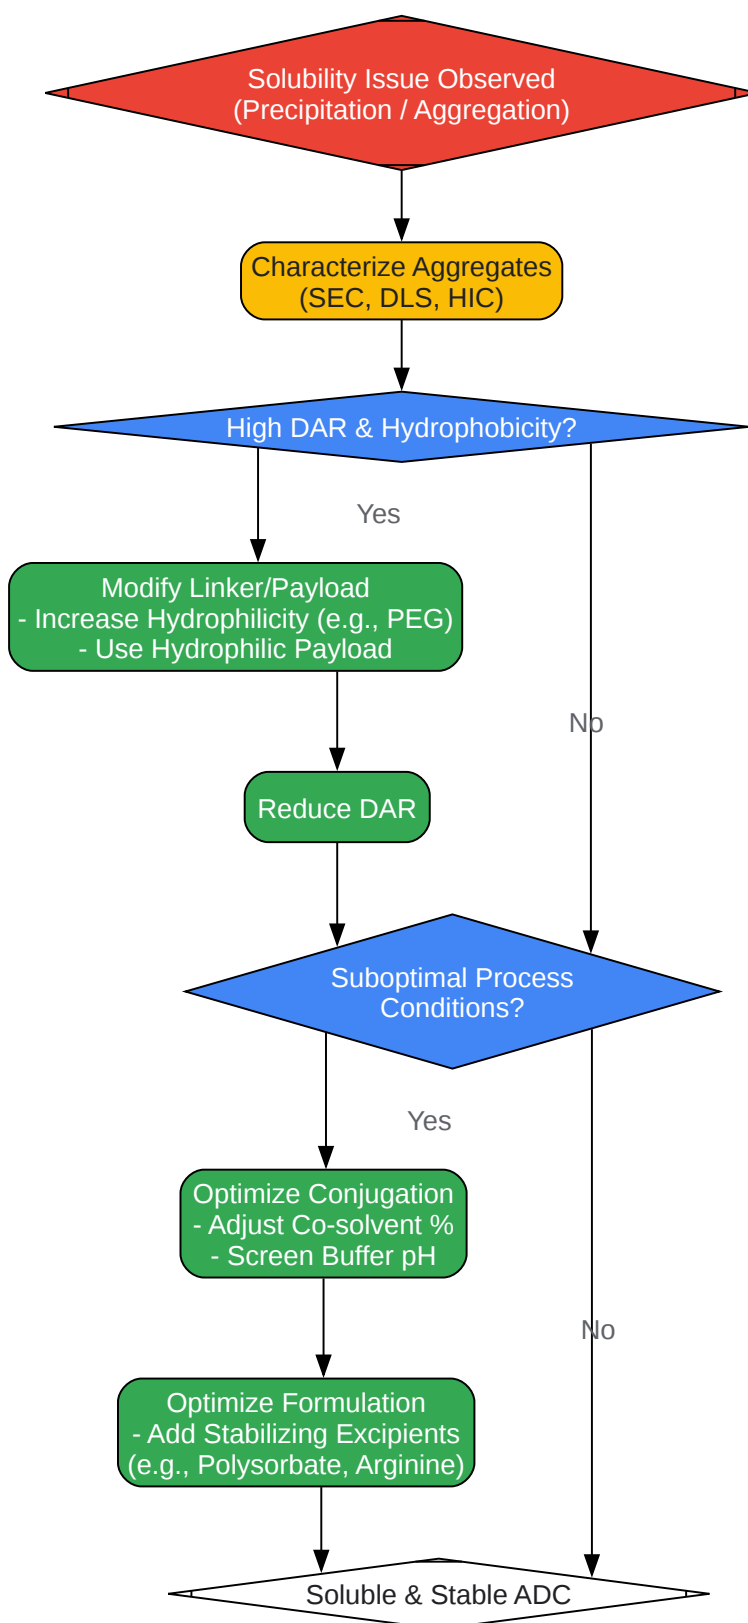 Solubility Issue Observed
(Precipitation / Aggregation)
Characterize Aggregates
(SEC, DLS, HIC)
High DAR & Hydrophobicity?
Yes
Modify Linker/Payload
- Increase Hydrophilicity (e.g., PEG)
- Use Hydrophilic Payload
No
Reduce DAR
Suboptimal Process
Conditions?
Yes
Optimize Conjugation
- Adjust Co-solvent %
- Screen Buffer pH
No
Optimize Formulation
- Add Stabilizing Excipients
(e.g., Polysorbate, Arginine)
Soluble & Stable ADC